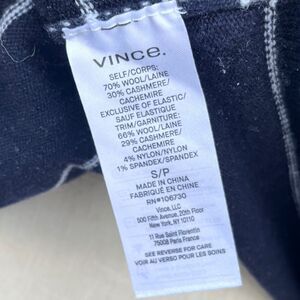 VINCE.
SELF/CORPS:
70% WOOL/LAINE
30% CASHMERE/
CACHEMIRE
EXCLUSIVE OF ELASTIC/
SAUF ELASTIQUE
TRIM/GARNITURE:
66% WOOL/LAINE
29% CASHMERE/
CACHEMIRE
4% NYLON/NYLON
1% SPANDEX/SPANDEX
S/P
MADE IN CHINA
FABRIQUÉ EN CHINE
RN#106730
Vince, LLC
500 Fifth Avenue, 20th Floor
New York, NY 10110
11 Rue Saint Florentin
75008 Paris France
SEE REVERSE FOR CARE
VOIR AU VERSO POUR LES SOINS